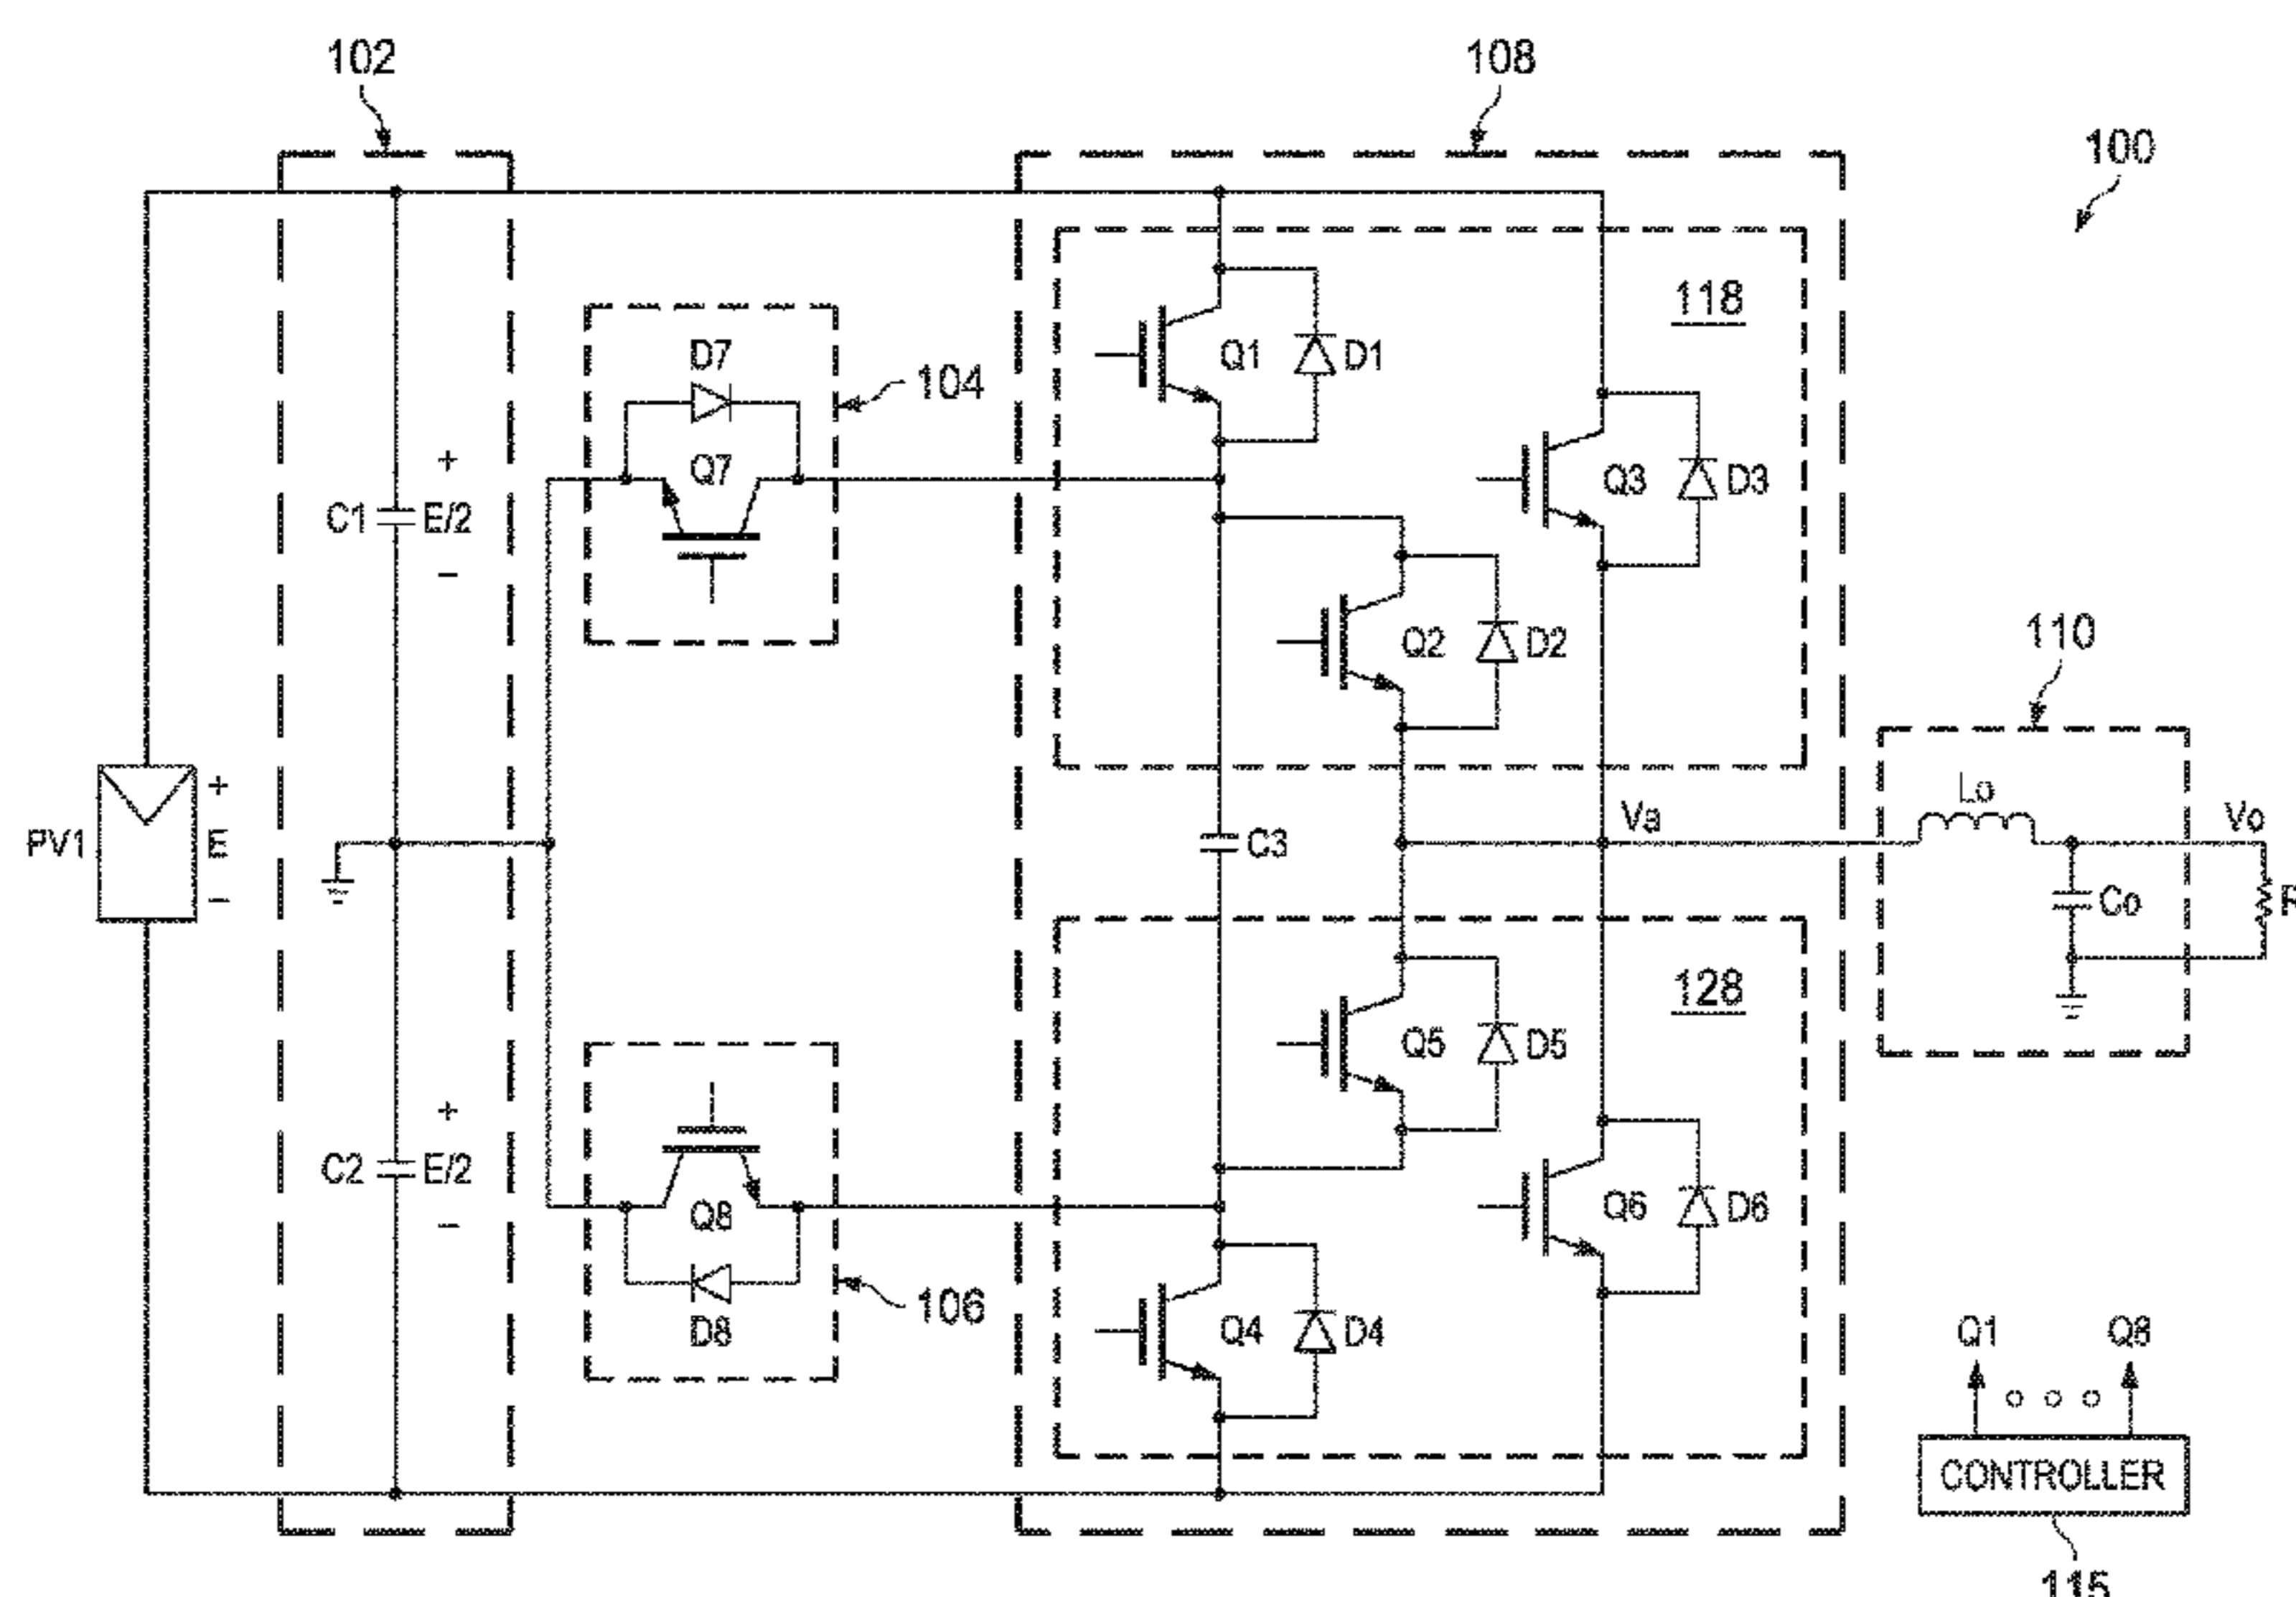 102
108
100
118
D7
104
Q1
D1
Q7
Q3
D3
+
C1
E/2
−
Q2
D2
110
PV1
+
E
−
C3
Va
Lo
Vo
Co
R
128
Q5
D5
+
C2
E/2
−
Q8
D8
106
Q6
D6
Q4
D4
Q1
Q8
CONTROLLER
115